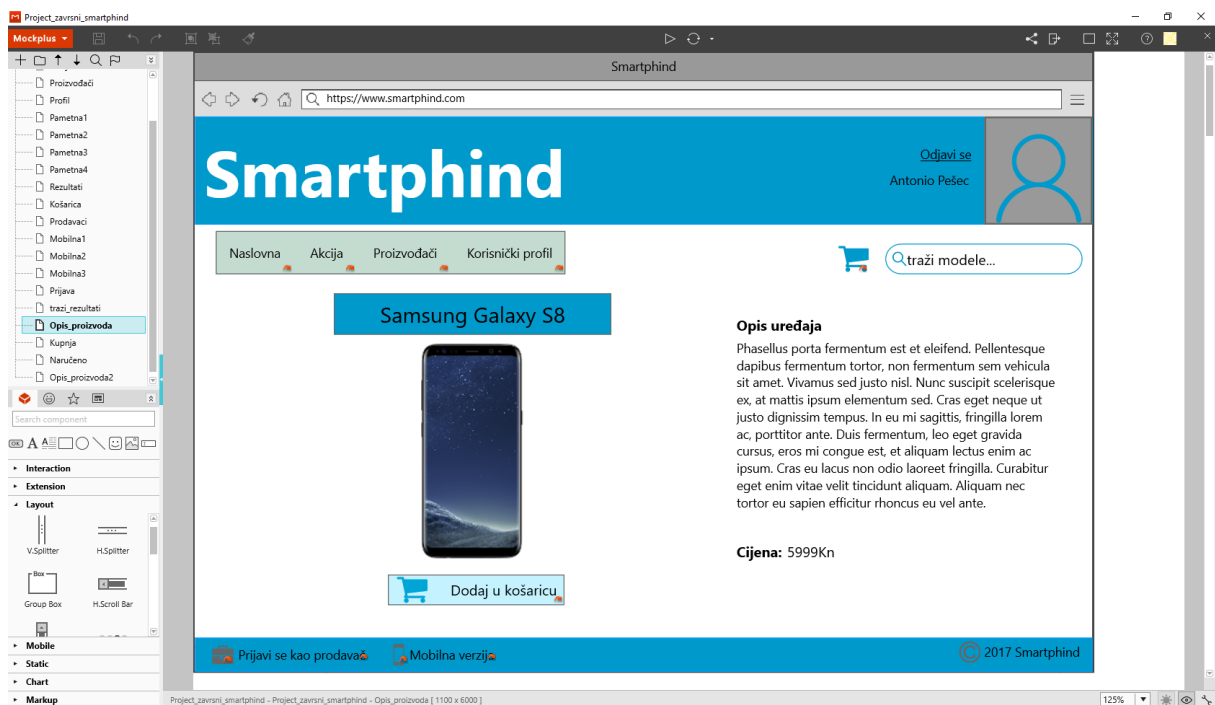 Project_zavrsni_smartphind
Mockplus
Proizvođači
Profil
Pametna1
Pametna2
Pametna3
Pametna4
Rezultati
Košarica
Prodavaci
Mobilna1
Mobilna2
Mobilna3
Prijava
trazi_rezultati
Opis_proizvoda
Kupnja
Naručeno
Opis_proizvoda2
Search component
OK
Interaction
Extension
Layout
V.Splitter
H.Splitter
Box
Group Box
H.Scroll Bar
Mobile
Static
Chart
Markup
Smartphind
https://www.smartphind.com
Smartphind
Odjavi se
Antonio Pešec
Naslovna Akcija Proizvođači Korisnički profil
traži modele...
Samsung Galaxy S8
Opis uređaja
Phasellus porta fermentum est et eleifend. Pellentesque
dapibus fermentum tortor, non fermentum sem vehicula
sit amet. Vivamus sed justo nisl. Nunc suscipit scelerisque
ex, at mattis ipsum elementum sed. Cras eget neque ut
justo dignissim tempus. In eu mi sagittis, fringilla lorem
ac, porttitor ante. Duis fermentum, leo eget gravida
cursus, eros mi congue est, et aliquam lectus enim ac
ipsum. Cras eu lacus non odio laoreet fringilla. Curabitur
eget enim vitae velit tincidunt aliquam. Aliquam nec
tortor eu sapien efficitur rhoncus eu vel ante.
Cijena: 5999Kn
Dodaj u košaricu
Prijavi se kao prodavač
Mobilna verzija
© 2017 Smartphind
Project_zavrsni_smartphind - Project_zavrsni_smartphind - Opis_proizvoda [ 1100 x 6000 ]
125%